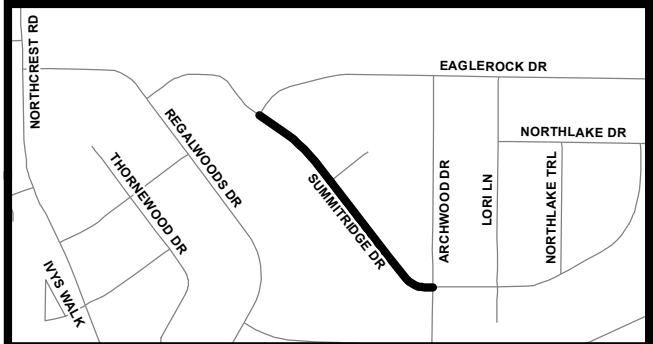 NORTHCREST RD
EAGLEROCK DR
REGALWOODS DR
NORTHLAKE DR
THORNEWOOD DR
SUMMITRIDGE DR
ARCHWOOD DR
LORI LN
NORTHLAKE TRL
IVYS WALK